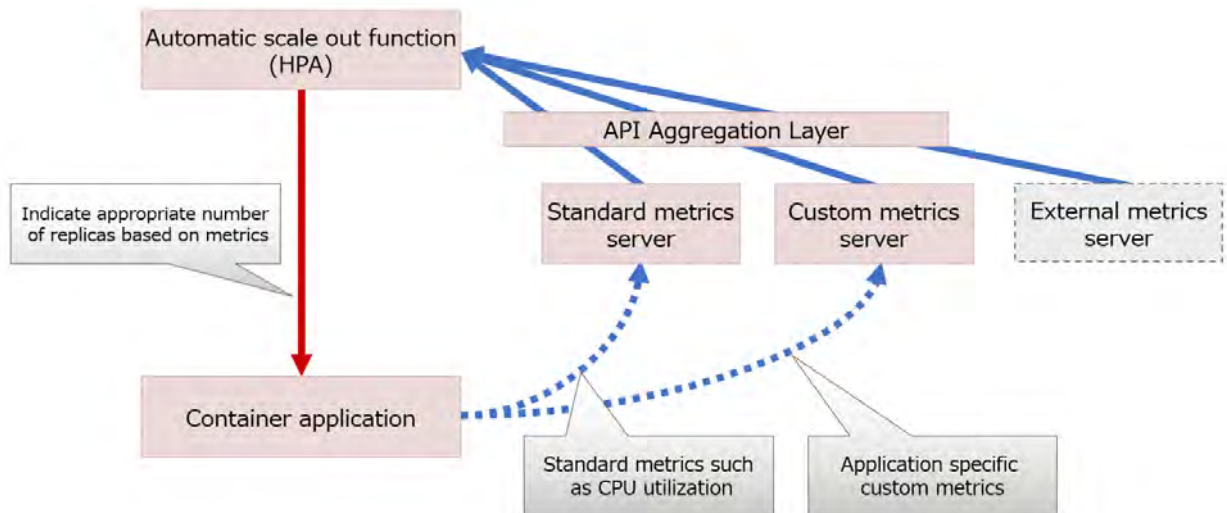 Automatic scale out function
(HPA)
API Aggregation Layer
Indicate appropriate number
of replicas based on metrics
Standard metrics
server
Custom metrics
server
External metrics
server
Container application
Standard metrics such
as CPU utilization
Application specific
custom metrics